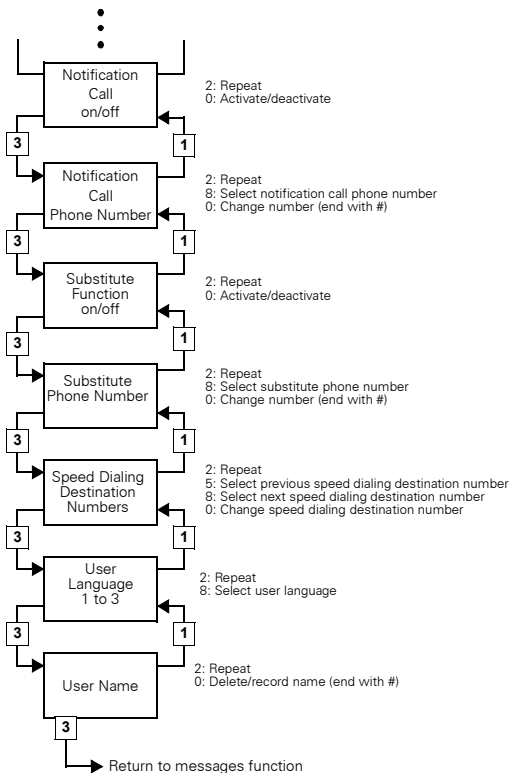 Notification
Call
on/off
2: Repeat
0: Activate/deactivate
3
1
Notification
Call
Phone Number
2: Repeat
8: Select notification call phone number
0: Change number (end with #)
3
1
Substitute
Function
on/off
2: Repeat
0: Activate/deactivate
3
1
Substitute
Phone Number
2: Repeat
8: Select substitute phone number
0: Change number (end with #)
3
1
Speed Dialing
Destination
Numbers
2: Repeat
5: Select previous speed dialing destination number
8: Select next speed dialing destination number
0: Change speed dialing destination number
3
1
User
Language
1 to 3
2: Repeat
8: Select user language
3
1
User Name
2: Repeat
0: Delete/record name (end with #)
3
Return to messages function